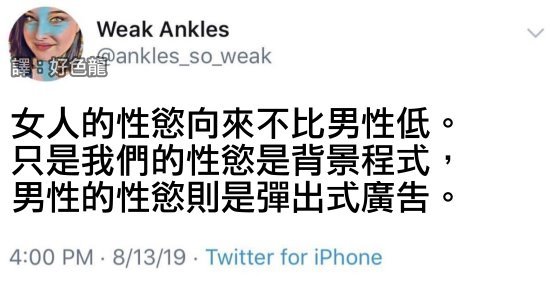 Weak Ankles
@ankles_so_weak
譯：好色龍
女人的性慾向來不比男性低。
只是我們的性慾是背景程式，
男性的性慾則是彈出式廣告。
4:00 PM · 8/13/19 · Twitter for iPhone